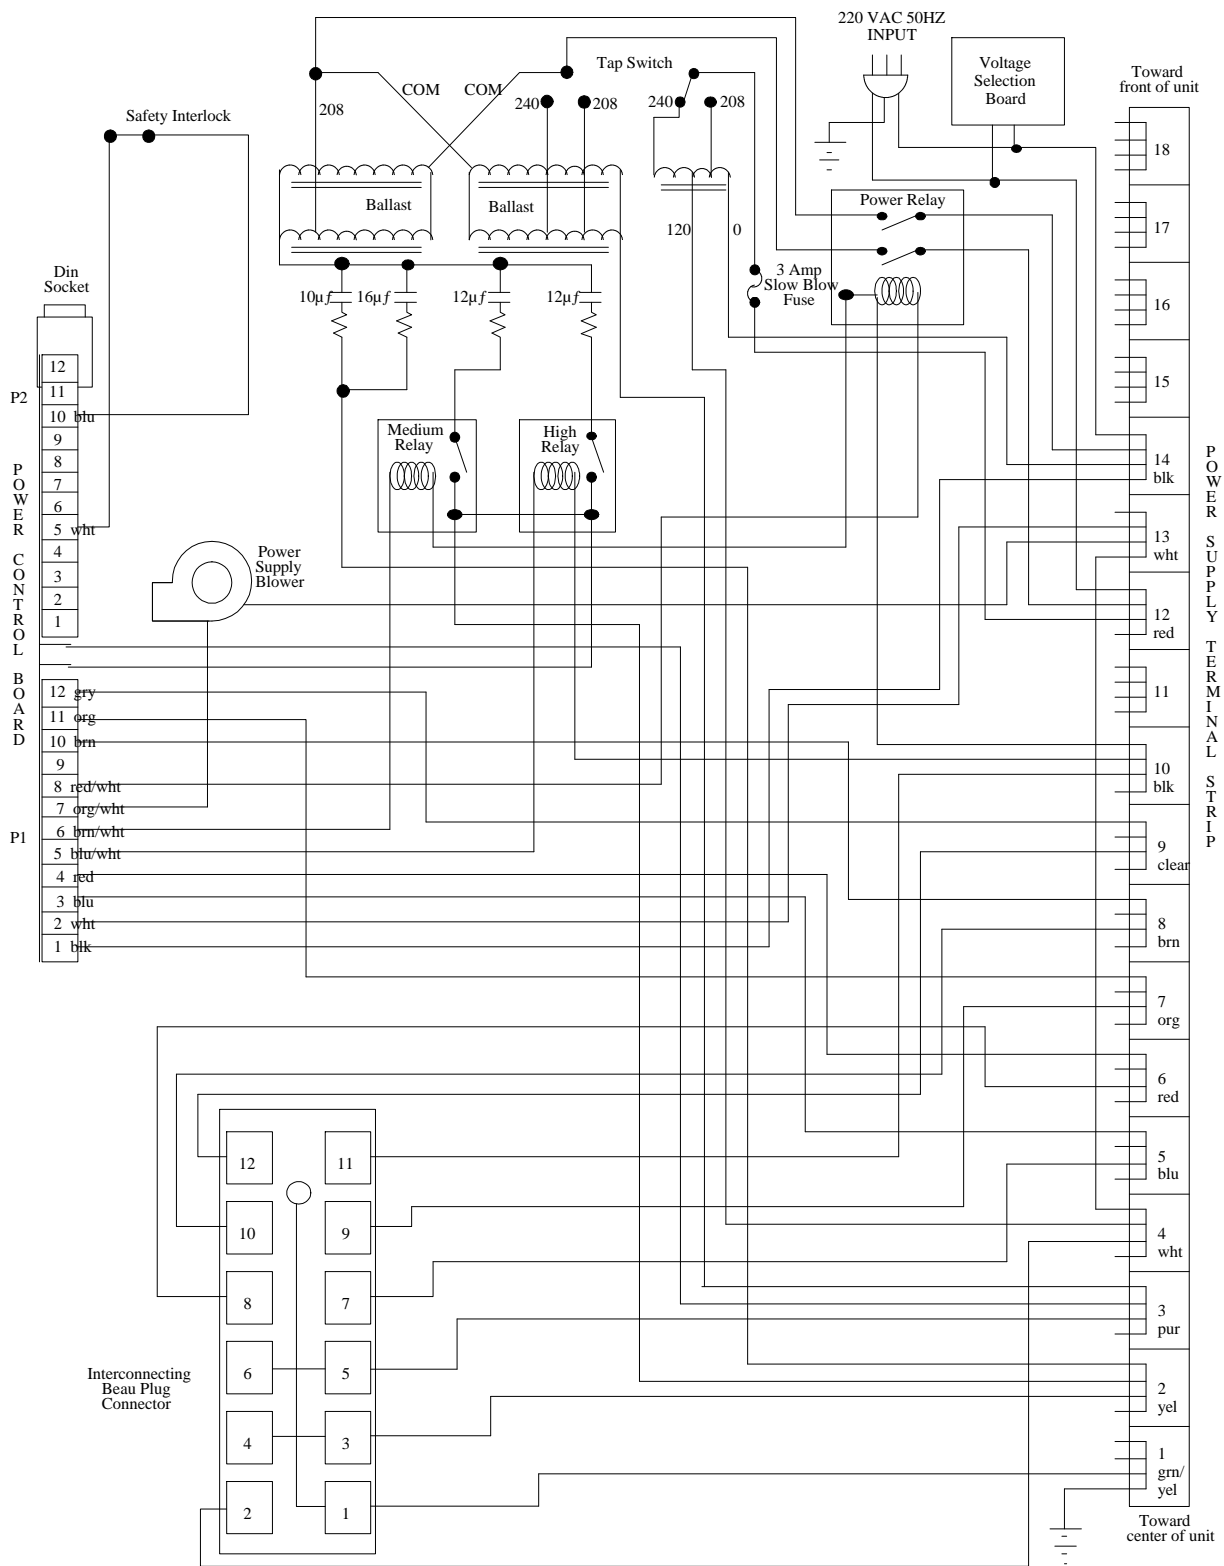 220 VAC 50HZ
INPUT
Voltage
Selection
Board
Toward
front of unit
Tap Switch
COM
COM
208
240
208
240
208
Safety Interlock
Ballast
Ballast
120
0
Power Relay
3 Amp
Slow Blow
Fuse
10µƒ
16µƒ
12µƒ
12µƒ
Din
Socket
P2
12
11
10 blu
9
8
7
6
5 wht
4
3
2
1
Medium
Relay
High
Relay
Power
Supply
Blower
POWER CONTROL BOARD
P1
12 gry
11 org
10 brn
9
8 red/wht
7 org/wht
6 brn/wht
5 blu/wht
4 red
3 blu
2 wht
1 blk
18
17
16
15
14
blk
13
wht
12
red
11
10
blk
9
clear
8
brn
7
org
6
red
5
blu
4
wht
3
pur
2
yel
1
grn/
yel
POWER SUPPLY TERMINAL STRIP
Toward
center of unit
12
11
10
9
8
7
6
5
4
3
2
1
Interconnecting
Beau Plug
Connector